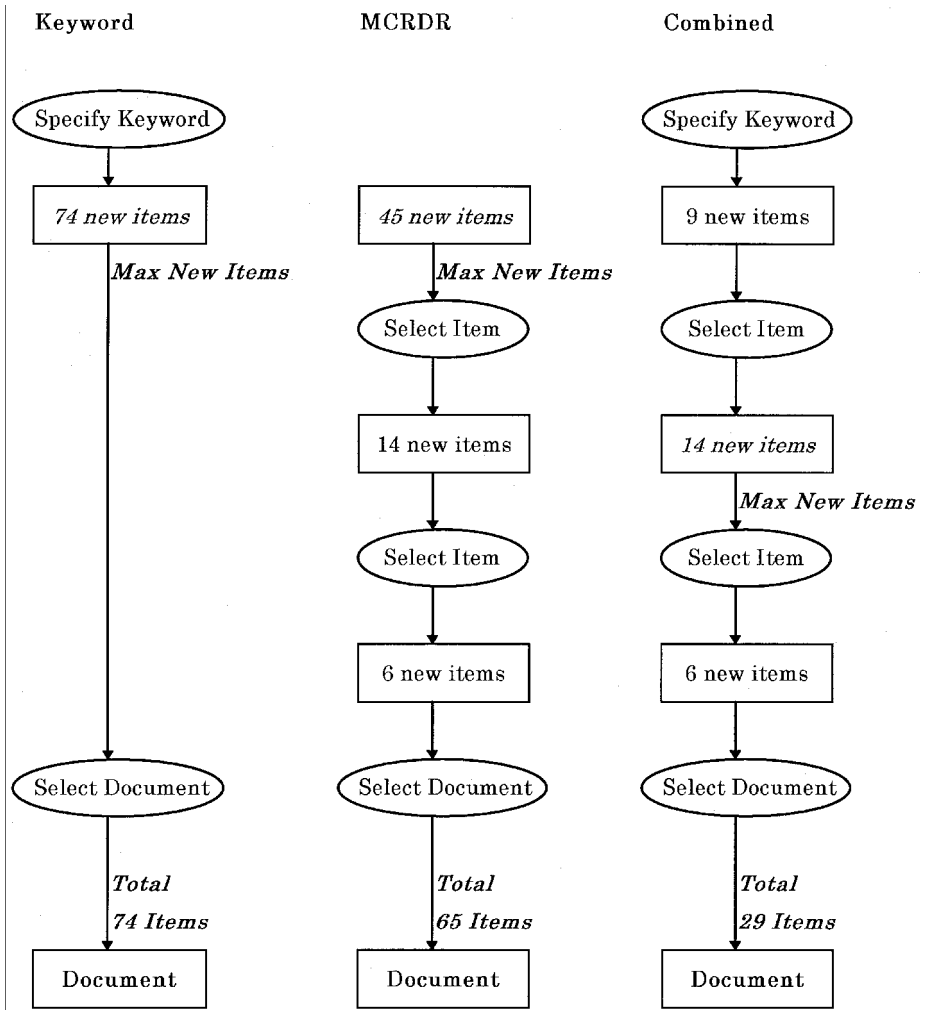 Keyword
Specify Keyword
74 new items
Max New Items
Select Document
Total
74 Items
Document
MCRDR
45 new items
Max New Items
Select Item
14 new items
Select Item
6 new items
Select Document
Total
65 Items
Document
Combined
Specify Keyword
9 new items
Select Item
14 new items
Max New Items
Select Item
6 new items
Select Document
Total
29 Items
Document